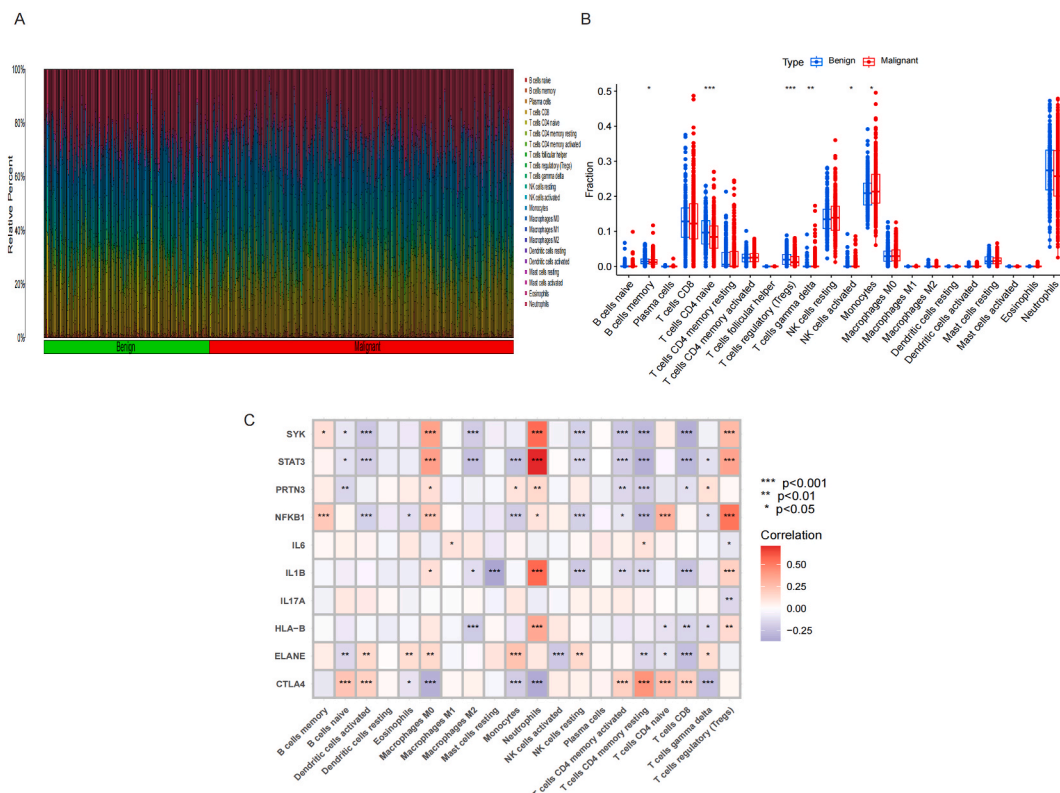 A
100%
80%
60%
40%
20%
0%
Relative Percent
Benign
Malignant
B cells naive
B cells memory
Plasma cells
T cells CD8
T cells CD4 naive
T cells CD4 memory resting
T cells CD4 memory activated
T cells follicular helper
T cells regulatory (Tregs)
T cells gamma delta
NK cells resting
NK cells activated
Monocytes
Macrophages M0
Macrophages M1
Macrophages M2
Dendritic cells resting
Dendritic cells activated
Mast cells resting
Mast cells activated
Eosinophils
Neutrophils
B
Type Benign Malignant
* *** *** ** * *
0.5
0.4
0.3
0.2
0.1
0.0
Fraction
B cells naive
B cells memory
Plasma cells
T cells CD8
T cells CD4 naive
T cells CD4 memory resting
T cells CD4 memory activated
T cells follicular helper
T cells regulatory (Tregs)
T cells gamma delta
NK cells resting
NK cells activated
Monocytes
Macrophages M0
Macrophages M1
Macrophages M2
Dendritic cells resting
Dendritic cells activated
Mast cells resting
Mast cells activated
Eosinophils
Neutrophils
C
SYK * * *** *** *** *** *** *** *** *** ***
STAT3 * *** *** *** *** *** *** *** *** *** * ***
PRTN3 ** * * ** ** *** * *
NFKB1 *** *** * *** *** * *** * *** *** * ***
IL6 * * *
IL1B * * *** *** *** ** *** *** ***
IL17A **
HLA-B *** *** * ** * **
ELANE ** ** ** ** *** *** ** ** * *** *
CTLA4 *** *** * *** *** *** *** *** *** *** ***
B cells memory
B cells naive
Dendritic cells activated
Dendritic cells resting
Eosinophils
Macrophages M0
Macrophages M1
Macrophages M2
Mast cells resting
Monocytes
Neutrophils
NK cells activated
NK cells resting
Plasma cells
T cells CD4 memory activated
T cells CD4 memory resting
T cells CD4 naive
T cells CD8
T cells gamma delta
T cells regulatory (Tregs)
*** p<0.001
** p<0.01
* p<0.05
Correlation
0.50
0.25
0.00
−0.25